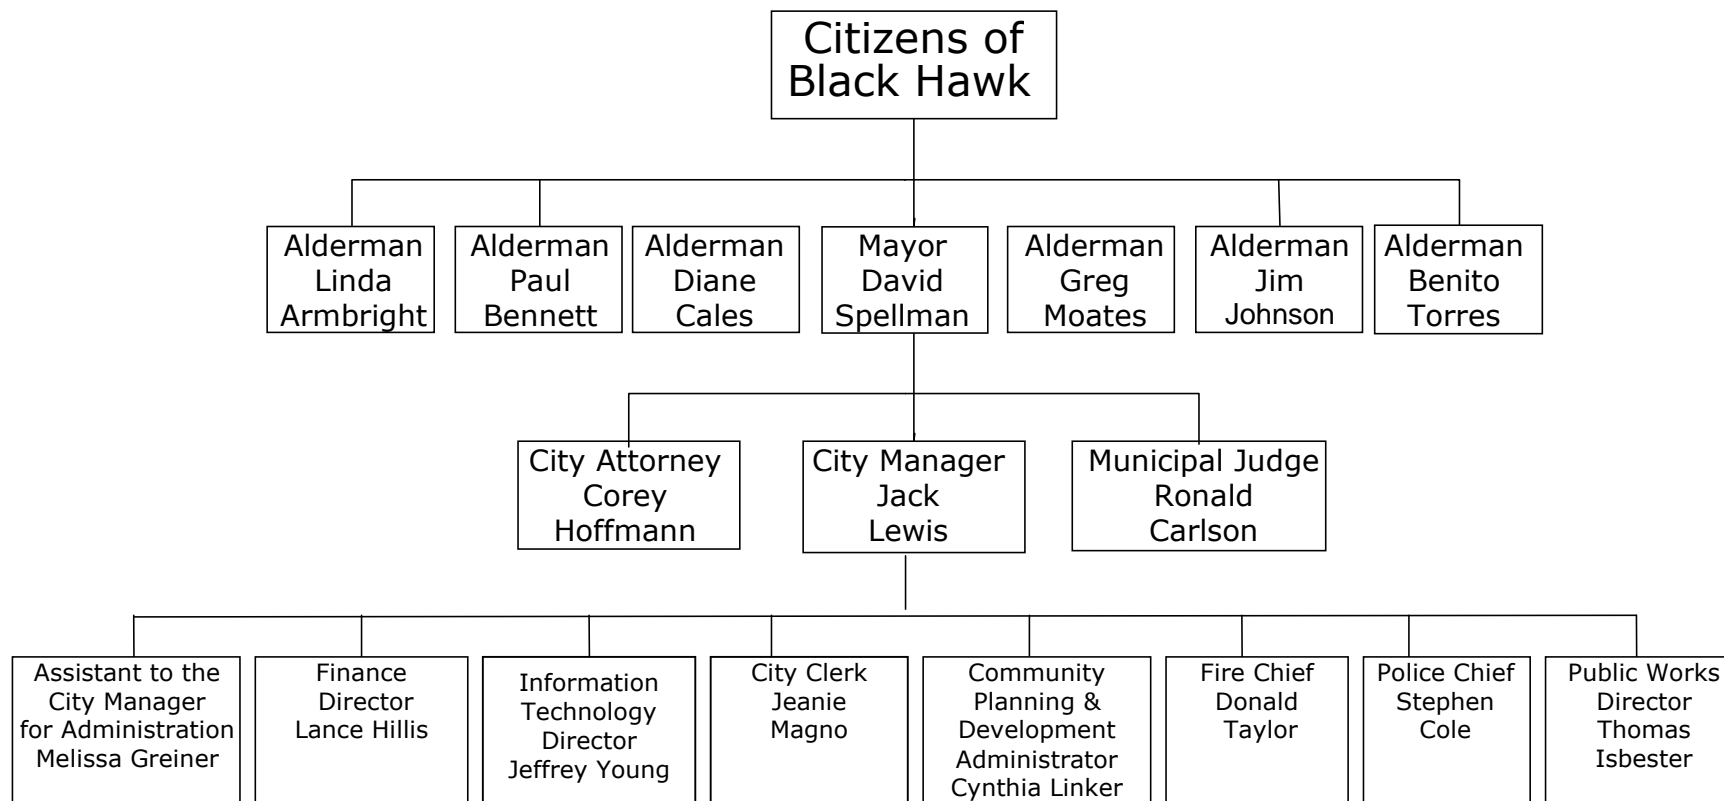 Citizens of
Black Hawk
Alderman
Linda
Armbright
Alderman
Paul
Bennett
Alderman
Diane
Cales
Mayor
David
Spellman
Alderman
Greg
Moates
Alderman
Jim
Johnson
Alderman
Benito
Torres
City Attorney
Corey
Hoffmann
City Manager
Jack
Lewis
Municipal Judge
Ronald
Carlson
Assistant to the
City Manager
for Administration
Melissa Greiner
Finance
Director
Lance Hillis
Information
Technology
Director
Jeffrey Young
City Clerk
Jeanie
Magno
Community
Planning &
Development
Administrator
Cynthia Linker
Fire Chief
Donald
Taylor
Police Chief
Stephen
Cole
Public Works
Director
Thomas
Isbester